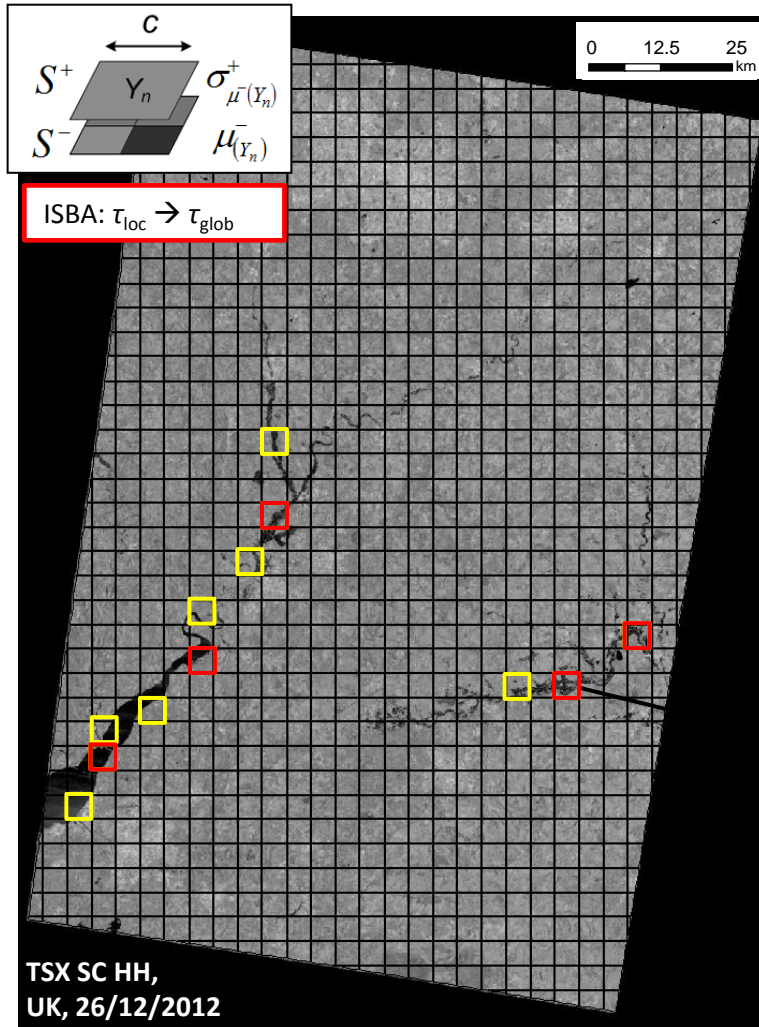 c
S⁺ Yₙ σ⁺μ⁻(Yₙ)
S⁻ μ⁻(Yₙ)
0 12.5 25
km
ISBA: τloc → τglob
TSX SC HH,
UK, 26/12/2012